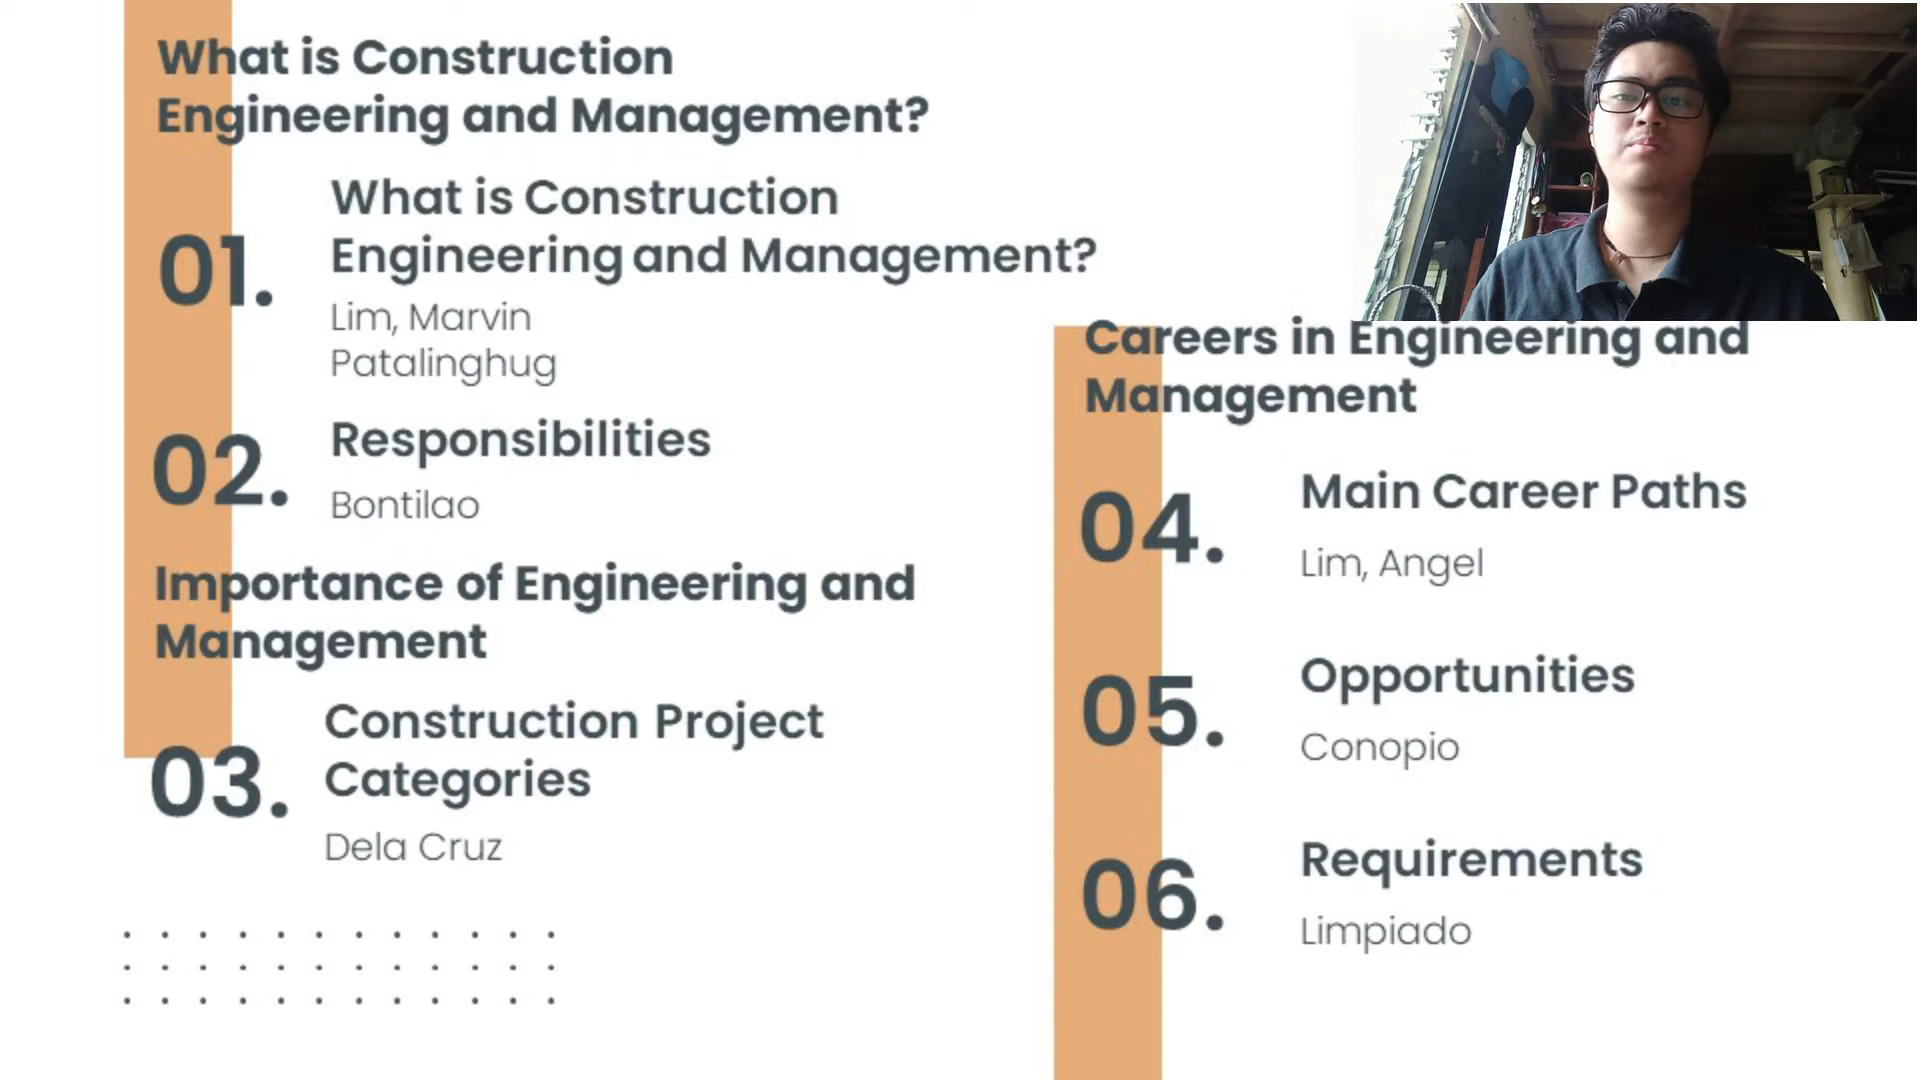 What is Construction
Engineering and Management?
01.
What is Construction
Engineering and Management?
Lim, Marvin
Patalinghug
02.
Responsibilities
Bontilao
Importance of Engineering and
Management
03.
Construction Project
Categories
Dela Cruz
Careers in Engineering and
Management
04.
Main Career Paths
Lim, Angel
05.
Opportunities
Conopio
06.
Requirements
Limpiado